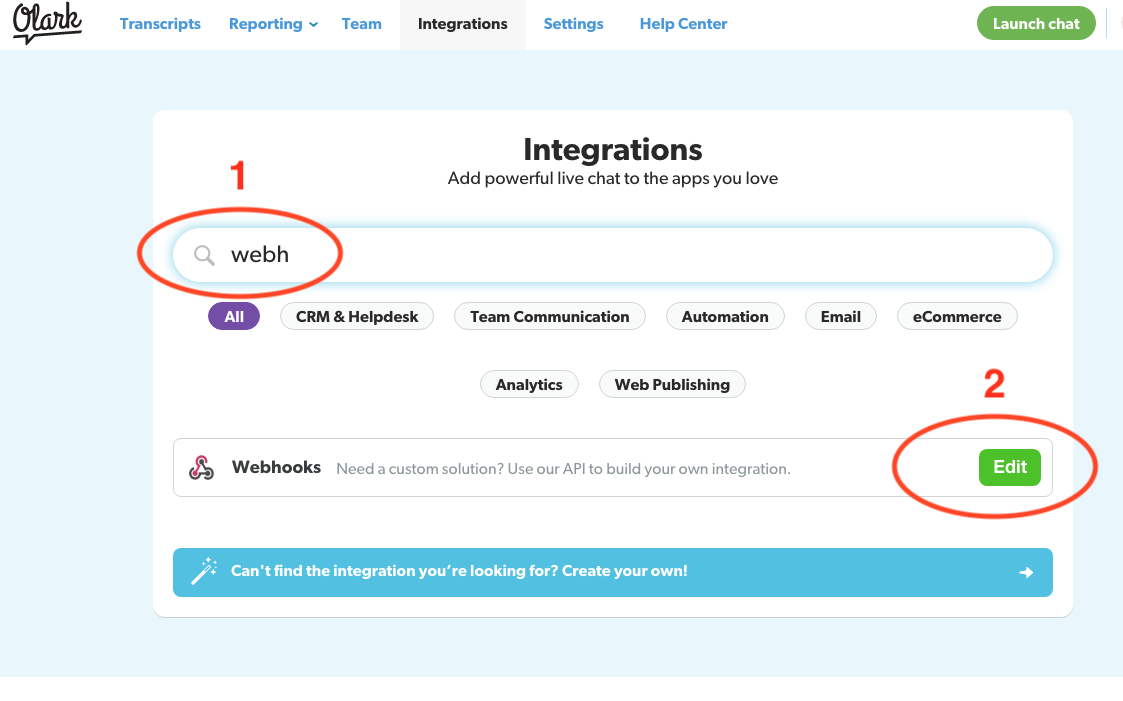 Olark Transcripts Reporting Team Integrations Settings Help Center Launch chat
Integrations
Add powerful live chat to the apps you love
1
webh
All CRM & Helpdesk Team Communication Automation Email eCommerce
Analytics Web Publishing
2
Webhooks Need a custom solution? Use our API to build your own integration. Edit
Can't find the integration you’re looking for? Create your own!